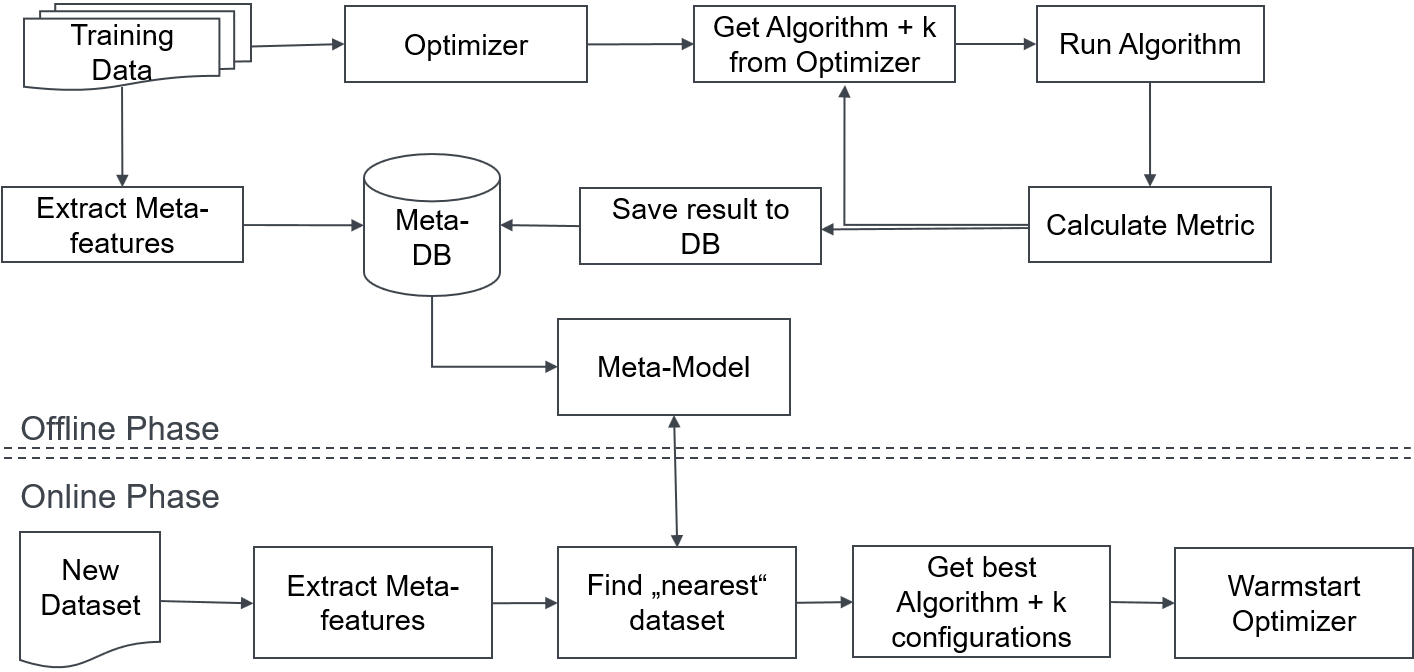 Training
Data
Optimizer
Get Algorithm + k
from Optimizer
Run Algorithm
Extract Meta-
features
Meta-
DB
Save result to
DB
Calculate Metric
Meta-Model
Offline Phase
Online Phase
New
Dataset
Extract Meta-
features
Find „nearest“
dataset
Get best
Algorithm + k
configurations
Warmstart
Optimizer